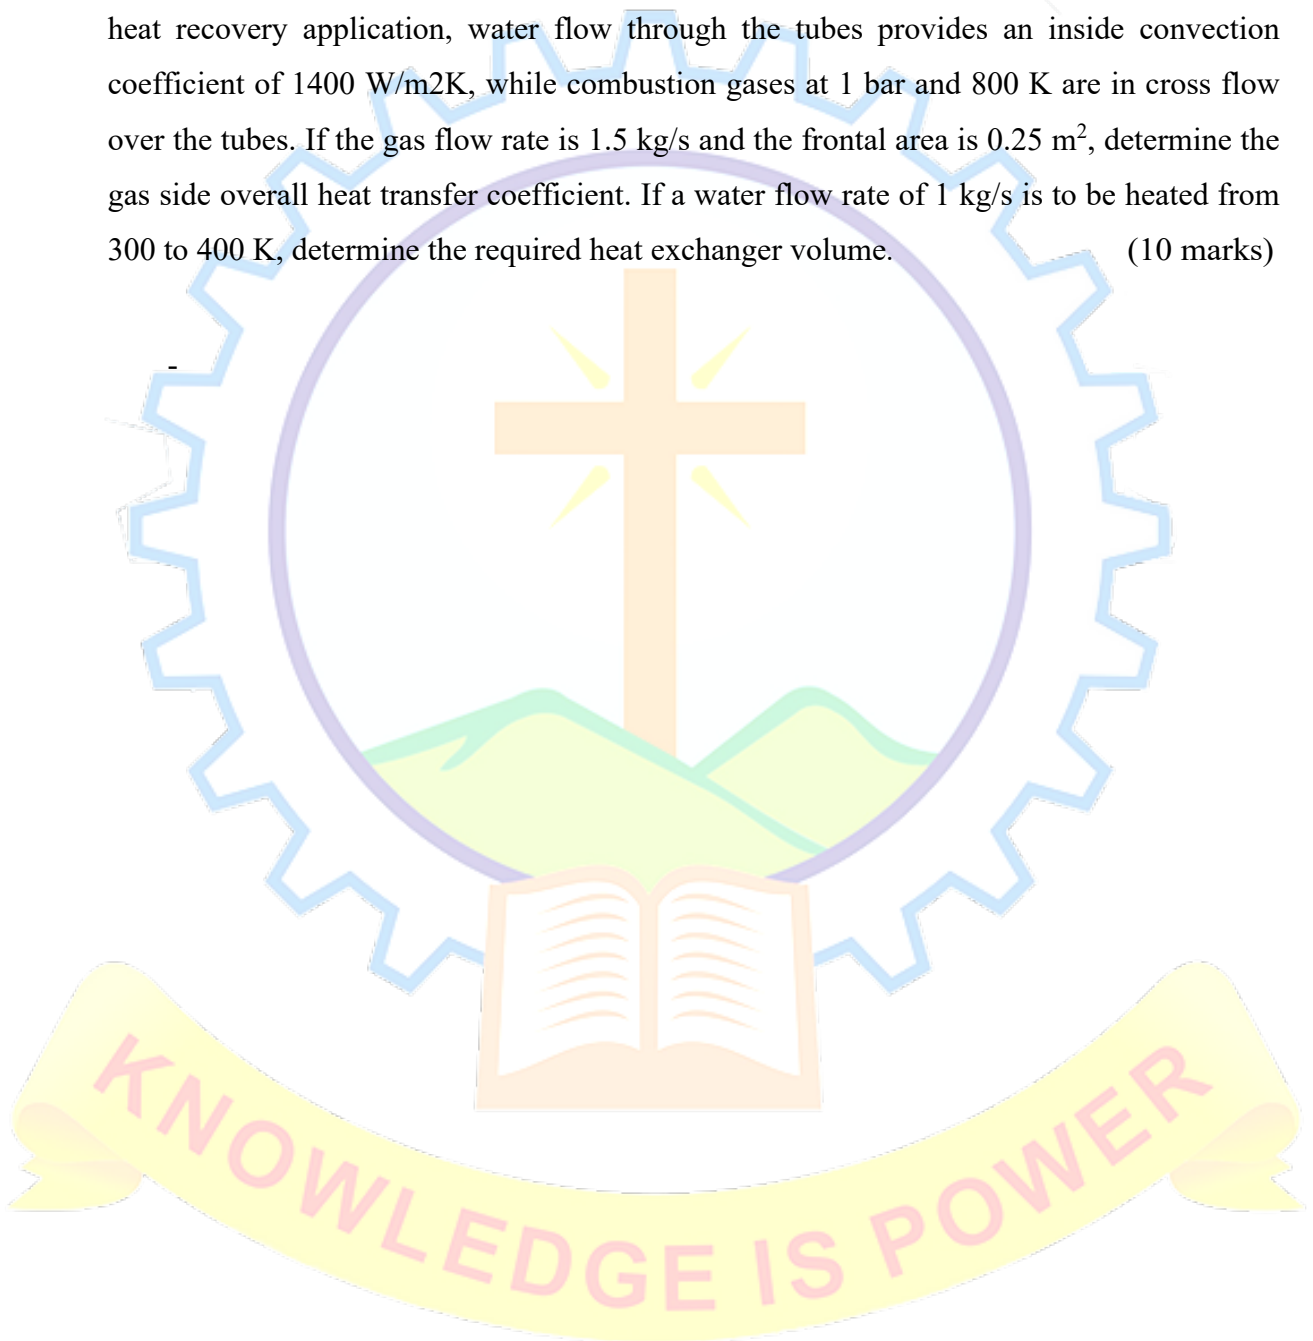 heat recovery application, water flow through the tubes provides an inside convection
coefficient of 1400 W/m2K, while combustion gases at 1 bar and 800 K are in cross flow
over the tubes. If the gas flow rate is 1.5 kg/s and the frontal area is 0.25 m², determine the
gas side overall heat transfer coefficient. If a water flow rate of 1 kg/s is to be heated from
300 to 400 K, determine the required heat exchanger volume. (10 marks)
-
KNOWLEDGE IS POWER